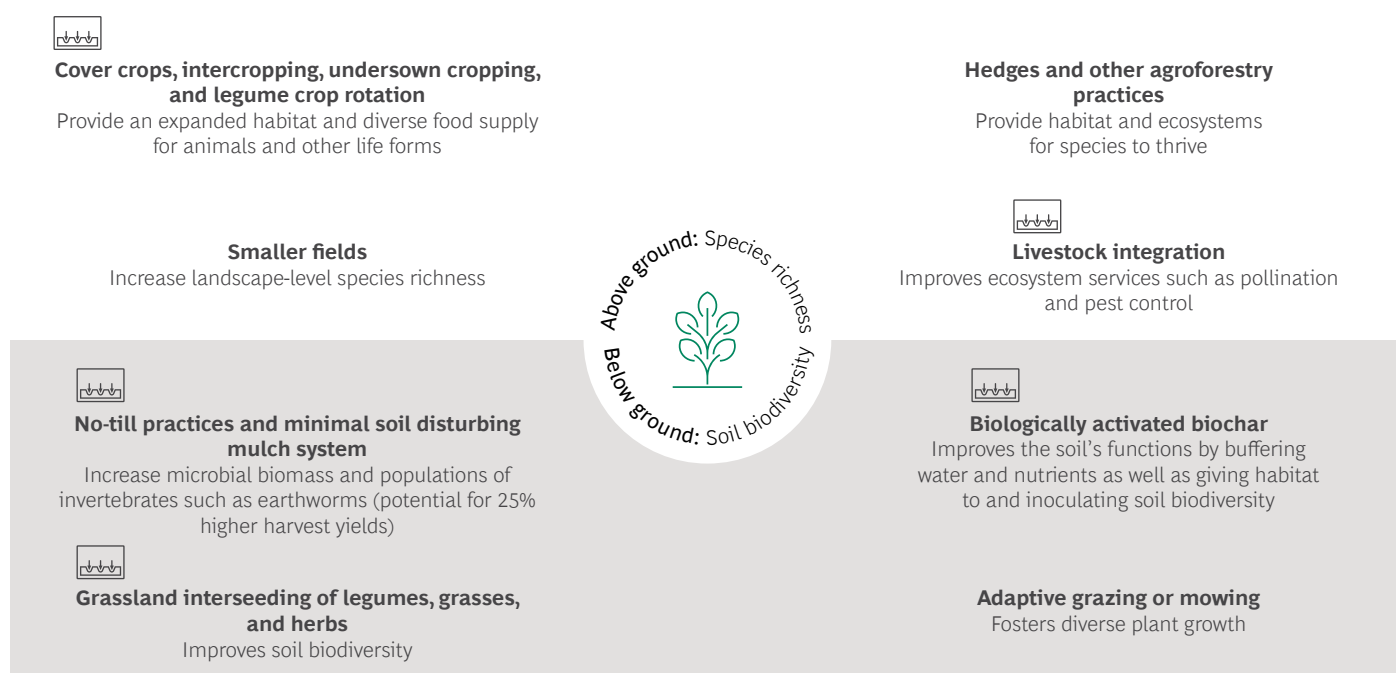 Cover crops, intercropping, undersown cropping,
and legume crop rotation
Provide an expanded habitat and diverse food supply
for animals and other life forms
Hedges and other agroforestry
practices
Provide habitat and ecosystems
for species to thrive
Smaller fields
Increase landscape-level species richness
Livestock integration
Improves ecosystem services such as pollination
and pest control
Above ground: Species richness
Below ground: Soil biodiversity
No-till practices and minimal soil disturbing
mulch system
Increase microbial biomass and populations of
invertebrates such as earthworms (potential for 25%
higher harvest yields)
Biologically activated biochar
Improves the soil’s functions by buffering
water and nutrients as well as giving habitat
to and inoculating soil biodiversity
Grassland interseeding of legumes, grasses,
and herbs
Improves soil biodiversity
Adaptive grazing or mowing
Fosters diverse plant growth